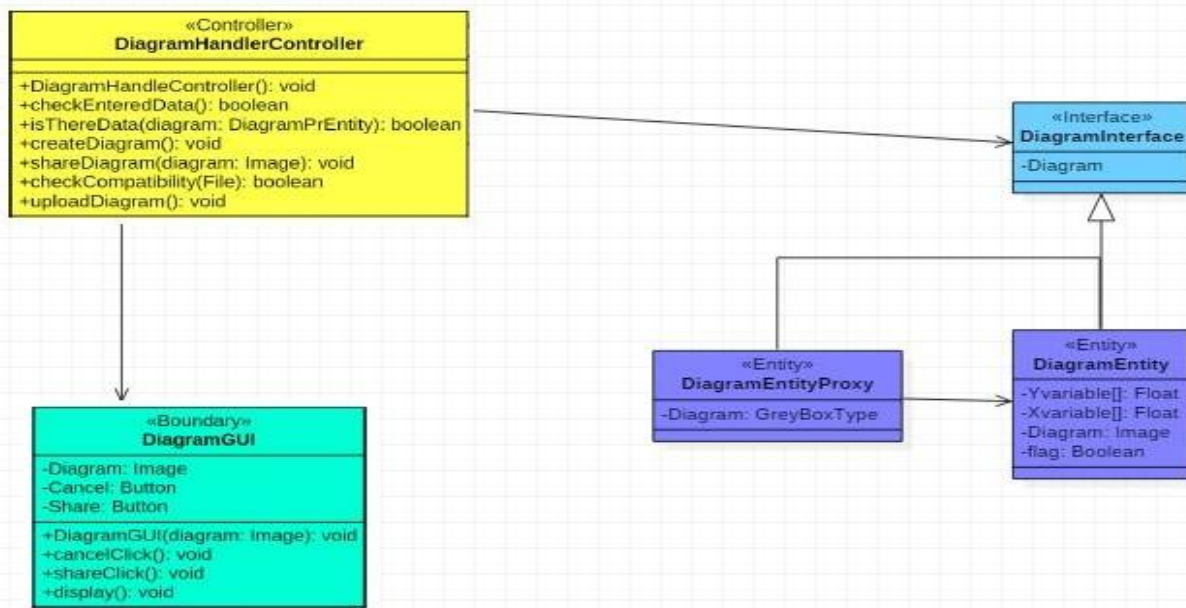 «Controller»
DiagramHandlerController
+DiagramHandleController(): void
+checkEnteredData(): boolean
+isThereData(diagram: DiagramPrEntity): boolean
+createDiagram(): void
+shareDiagram(diagram: Image): void
+checkCompatibility(File): boolean
+uploadDiagram(): void
«Interface»
DiagramInterface
-Diagram
«Entity»
DiagramEntityProxy
-Diagram: GreyBoxType
«Entity»
DiagramEntity
-Yvariable[]: Float
-Xvariable[]: Float
-Diagram: Image
-flag: Boolean
«Boundary»
DiagramGUI
-Diagram: Image
-Cancel: Button
-Share: Button
+DiagramGUI(diagram: Image): void
+cancelClick(): void
+shareClick(): void
+display(): void